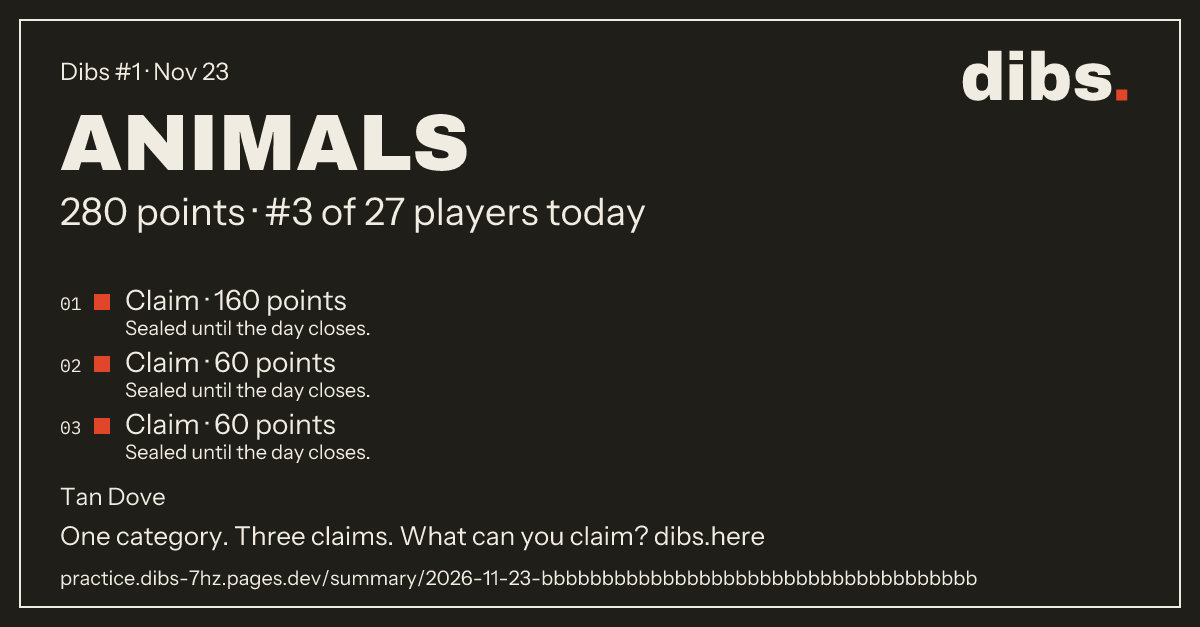 Dibs #1 · Nov 23
dibs.
ANIMALS
280 points · #3 of 27 players today
01 Claim · 160 points
Sealed until the day closes.
02 Claim · 60 points
Sealed until the day closes.
03 Claim · 60 points
Sealed until the day closes.
Tan Dove
One category. Three claims. What can you claim? dibs.here
practice.dibs-7hz.pages.dev/summary/2026-11-23-bbbbbbbbbbbbbbbbbbbbbbbbbbbbbbbbbbbb